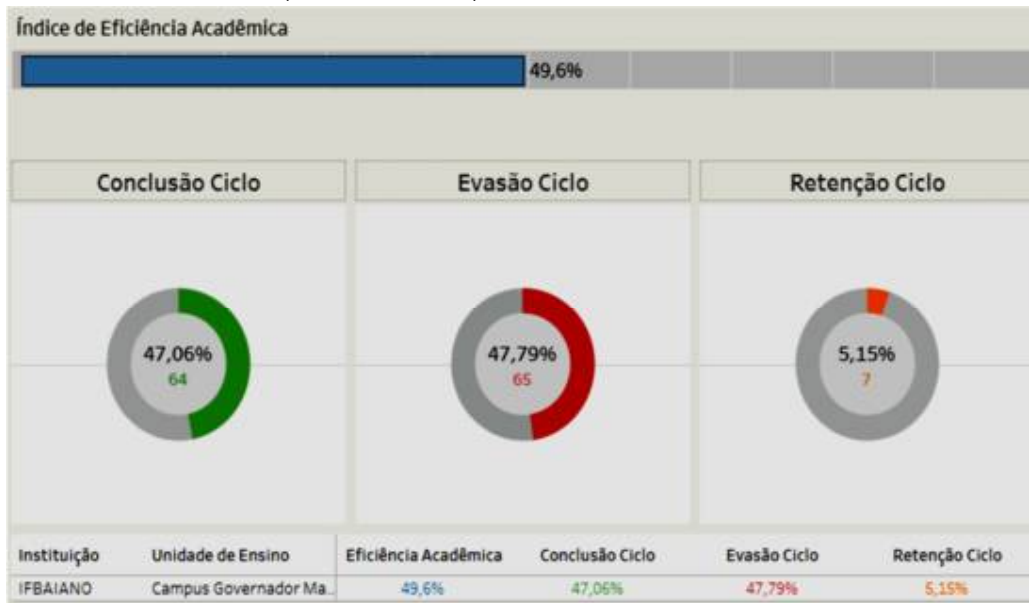 Índice de Eficiência Acadêmica
49,6%
Conclusão Ciclo Evasão Ciclo Retenção Ciclo
47,06% 47,79% 5,15%
64 65 7
Instituição Unidade de Ensino Eficiência Acadêmica Conclusão Ciclo Evasão Ciclo Retenção Ciclo
IFBAIANO Campus Governador Ma.. 49,6% 47,06% 47,79% 5,15%